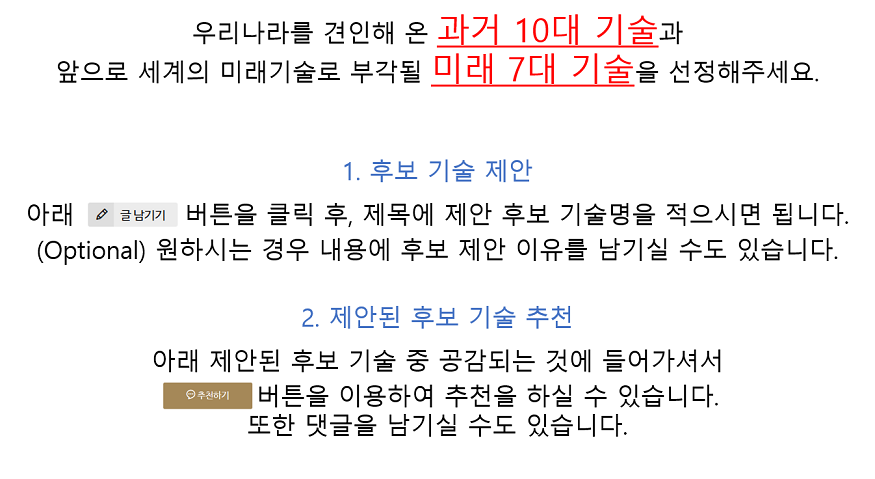 우리나라를 견인해 온 과거 10대 기술과
앞으로 세계의 미래기술로 부각될 미래 7대 기술을 선정해주세요.
1. 후보 기술 제안
아래 글 남기기 버튼을 클릭 후, 제목에 제안 후보 기술명을 적으시면 됩니다.
(Optional) 원하시는 경우 내용에 후보 제안 이유를 남기실 수도 있습니다.
2. 제안된 후보 기술 추천
아래 제안된 후보 기술 중 공감되는 것에 들어가셔서
추천하기 버튼을 이용하여 추천을 하실 수 있습니다.
또한 댓글을 남기실 수도 있습니다.